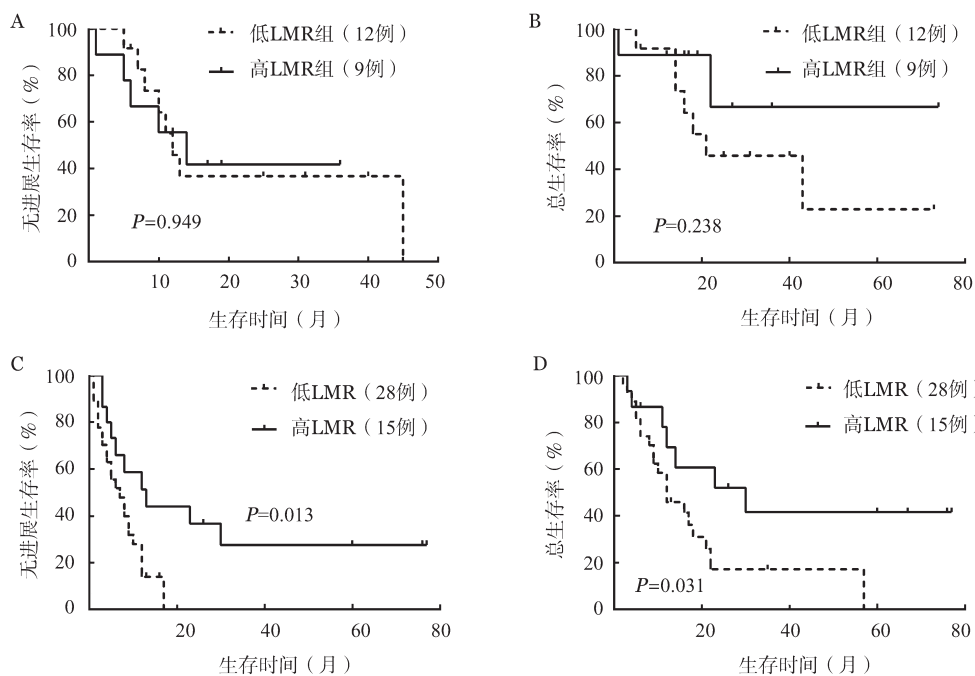 A
低LMR组（12例）
高LMR组（9例）
无进展生存率（%）
100
80
60
40
20
0
P=0.949
10
20
30
40
50
生存时间（月）
B
低LMR组（12例）
高LMR组（9例）
总生存率（%）
100
80
60
40
20
0
P=0.238
20
40
60
80
生存时间（月）
C
低LMR（28例）
高LMR（15例）
无进展生存率（%）
100
80
60
40
20
0
P=0.013
20
40
60
80
生存时间（月）
D
低LMR（28例）
高LMR（15例）
总生存率（%）
100
80
60
40
20
0
P=0.031
20
40
60
80
生存时间（月）